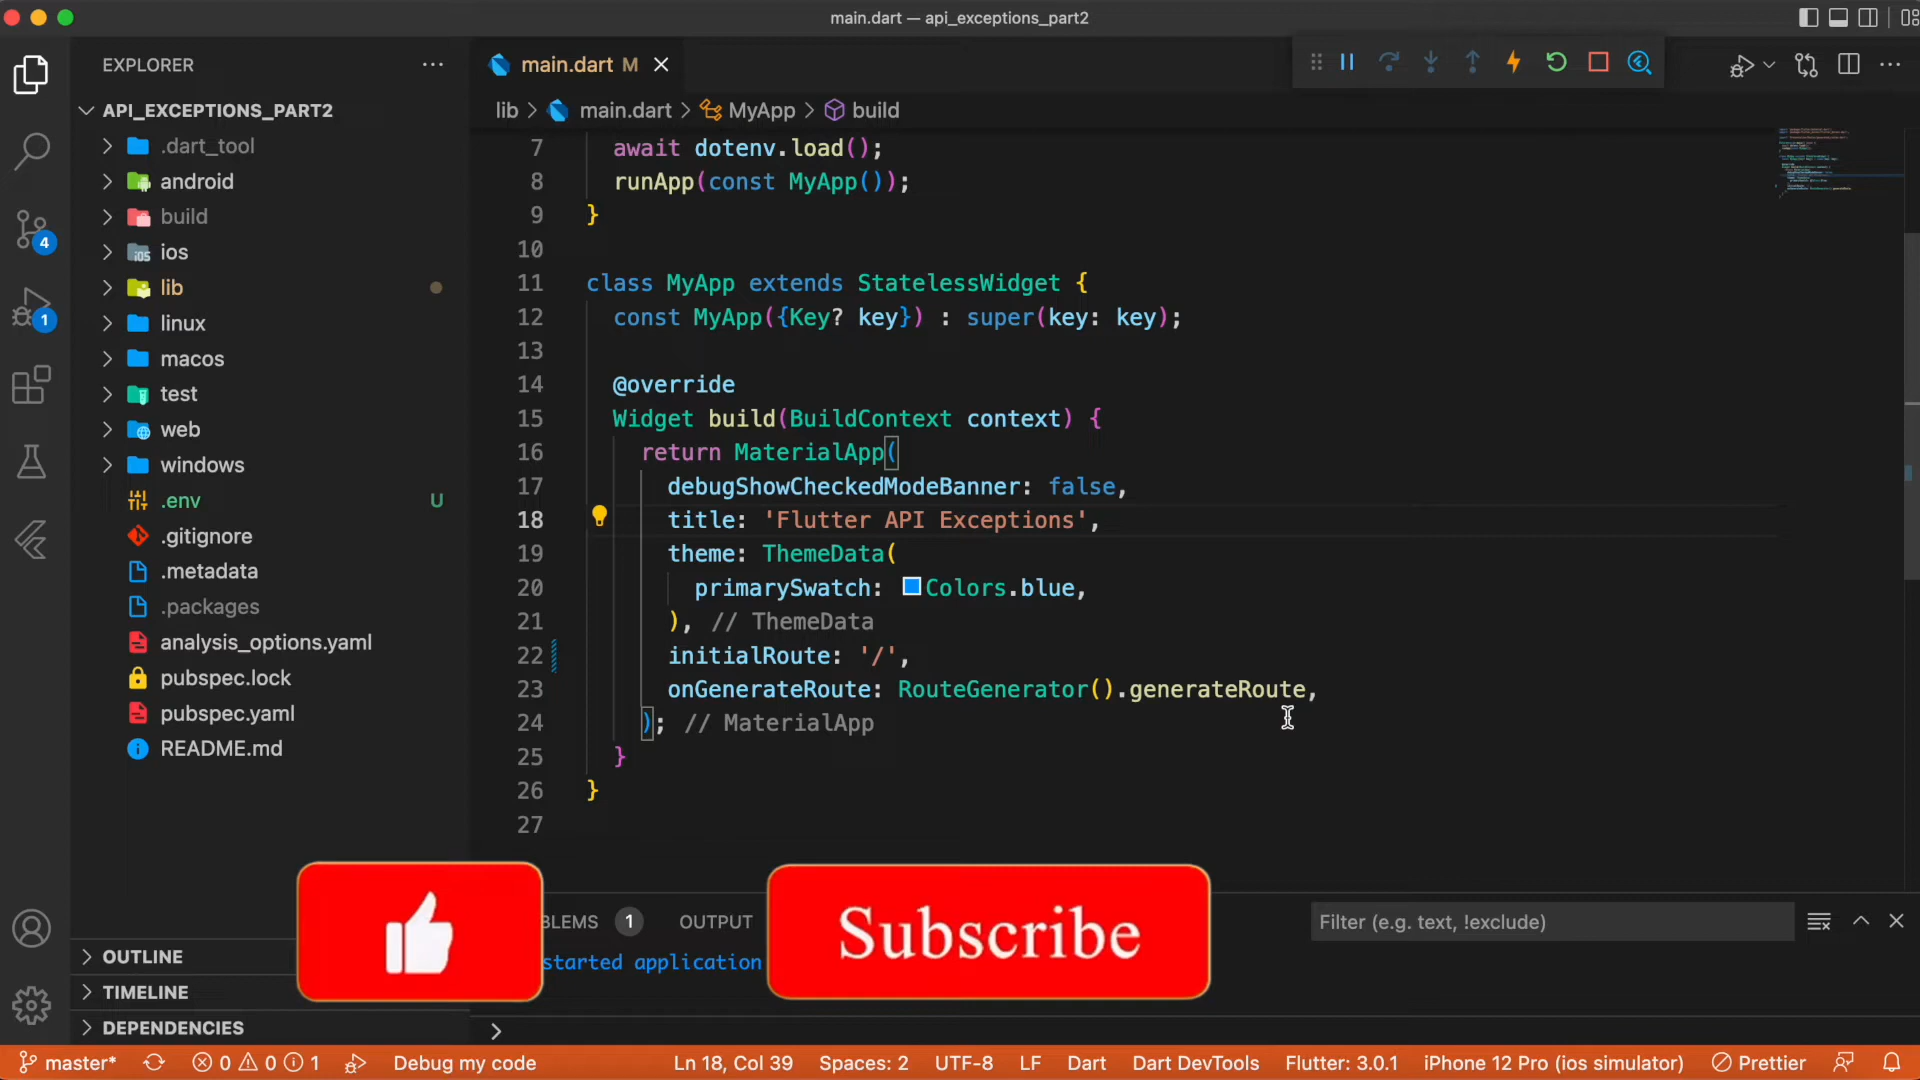 main.dart — api_exceptions_part2
EXPLORER
main.dart M
API_EXCEPTIONS_PART2
lib > main.dart > MyApp > build
.dart_tool
android
build
ios
lib
linux
macos
test
web
windows
.env U
.gitignore
.metadata
.packages
analysis_options.yaml
pubspec.lock
pubspec.yaml
README.md
4
1
7 await dotenv.load();
8 runApp(const MyApp());
9 }
10
11 class MyApp extends StatelessWidget {
12 const MyApp({Key? key}) : super(key: key);
13
14 @override
15 Widget build(BuildContext context) {
16 return MaterialApp(
17 debugShowCheckedModeBanner: false,
18 title: 'Flutter API Exceptions',
19 theme: ThemeData(
20 primarySwatch: Colors.blue,
21 ), // ThemeData
22 initialRoute: '/',
23 onGenerateRoute: RouteGenerator().generateRoute,
24 ); // MaterialApp
25 }
26 }
27
BLEMS 1 OUTPUT
Filter (e.g. text, !exclude)
Subscribe
started application
OUTLINE
TIMELINE
DEPENDENCIES
master* 0 0 1 Debug my code Ln 18, Col 39 Spaces: 2 UTF-8 LF Dart Dart DevTools Flutter: 3.0.1 iPhone 12 Pro (ios simulator) Prettier